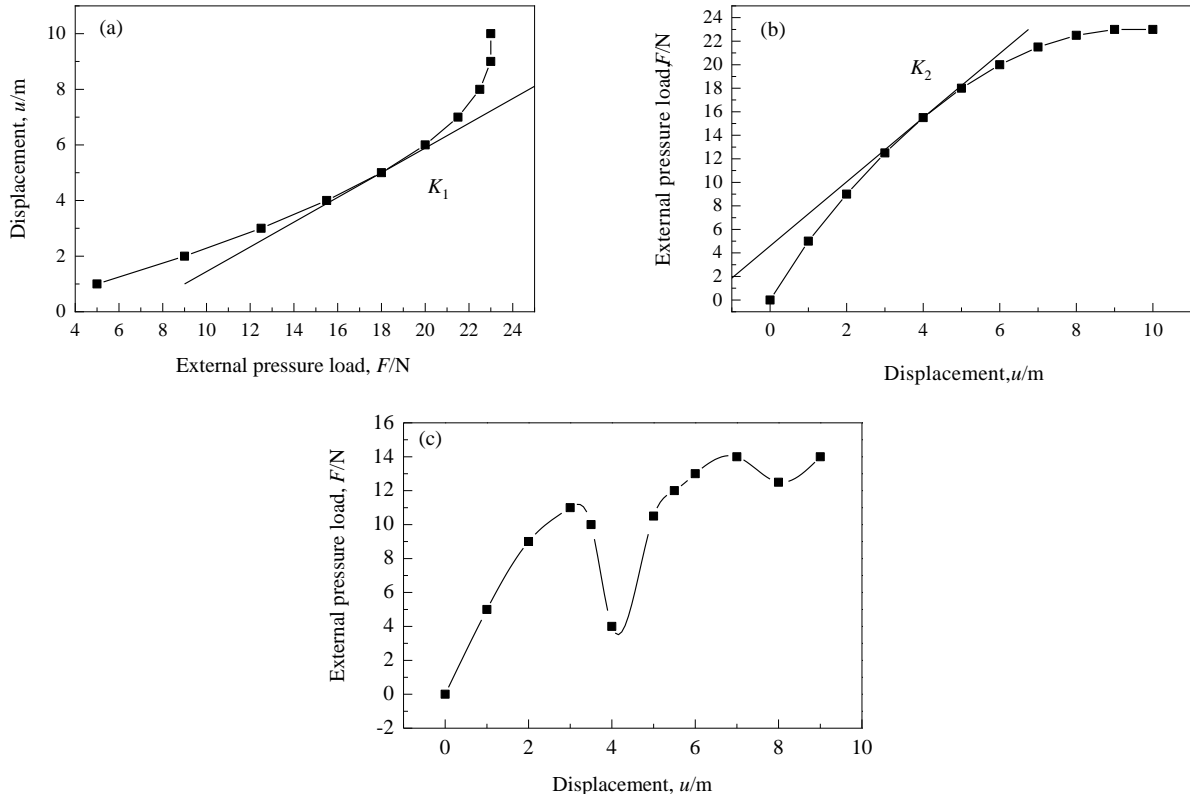 (a)
Displacement, u/m
10
8
6
4
2
0
K1
4 6 8 10 12 14 16 18 20 22 24
External pressure load, F/N
(b)
External pressure load,F/N
24
23
22
20
18
16
14
12
10
8
6
4
2
0
K2
0 2 4 6 8 10
Displacement,u/m
(c)
External pressure load, F/N
16
14
12
10
8
6
4
2
0
-2
0 2 4 6 8 10
Displacement, u/m